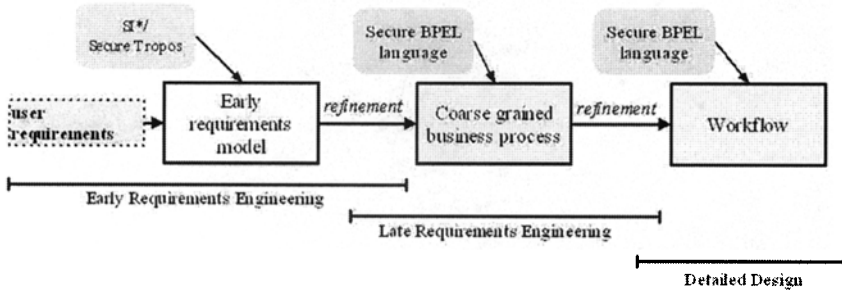 SI*/
Secure Tropos
Secure BPEL
language
Secure BPEL
language
user
requirements
Early
requirements
model
refinement
Coarse grained
business process
refinement
Workflow
Early Requirements Engineering
Late Requirements Engineering
Detailed Design